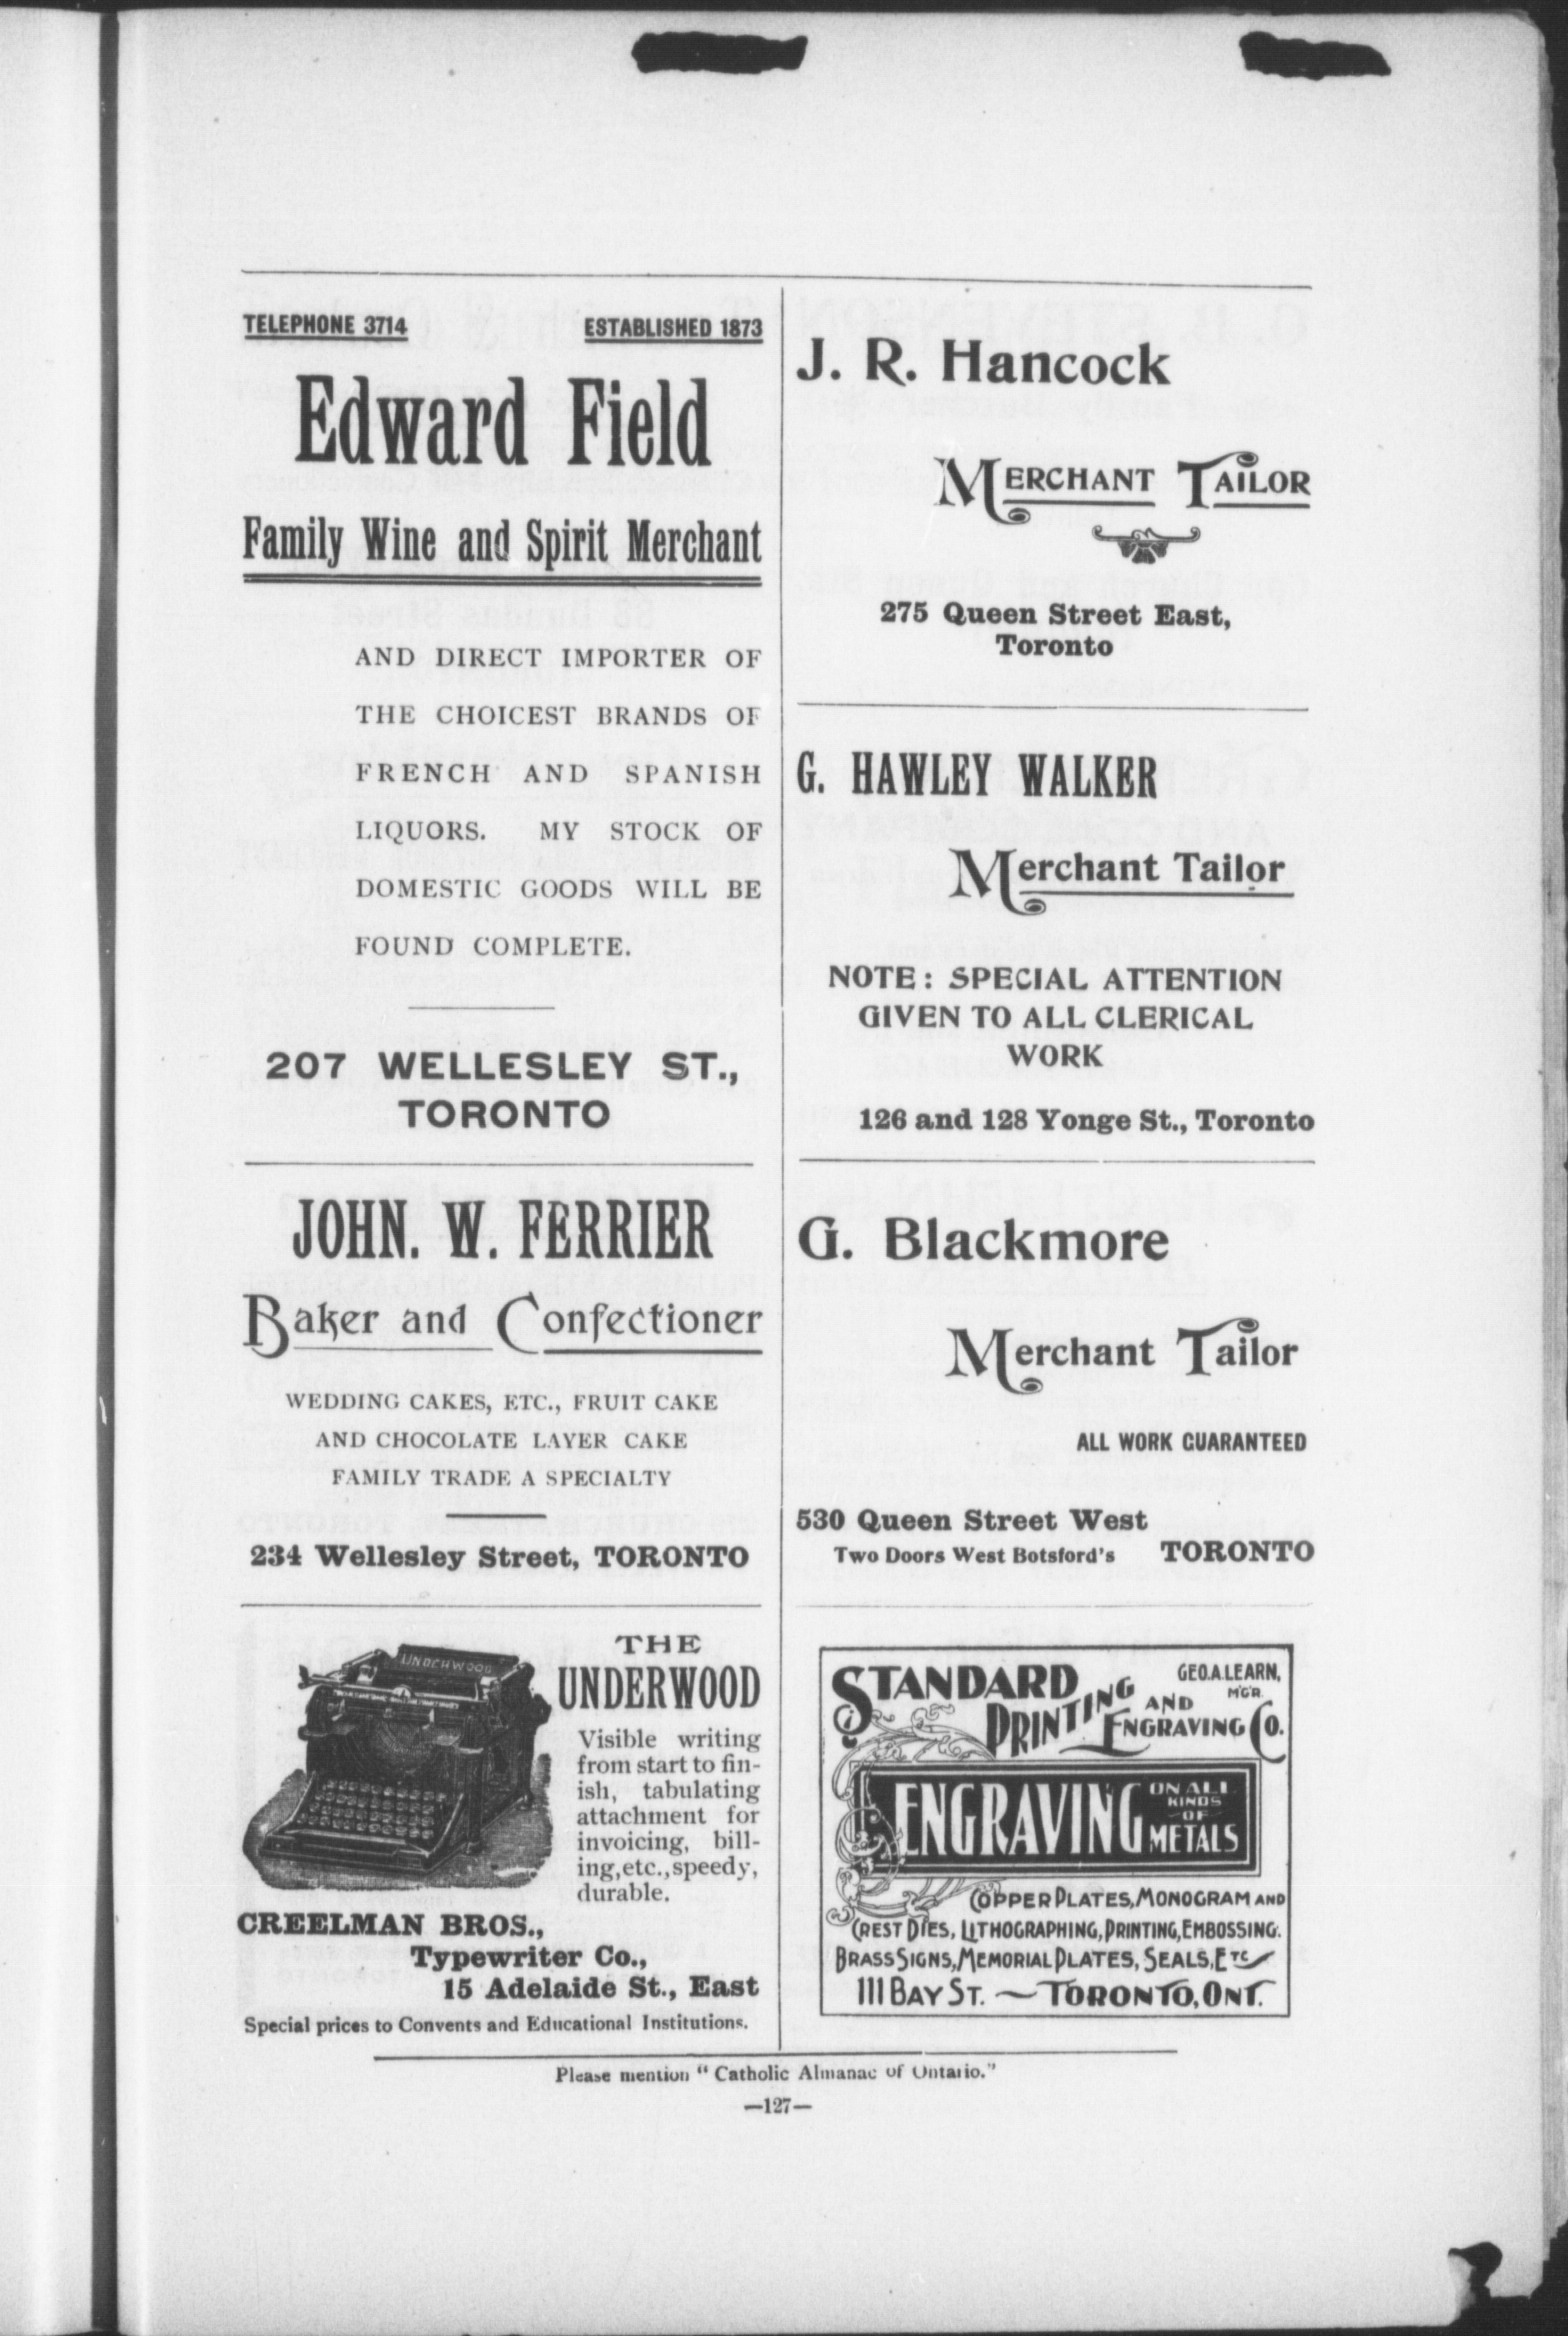 TELEPHONE 3714 ESTABLISHED 1873
Edward Field
Family Wine and Spirit Merchant
AND DIRECT IMPORTER OF
THE CHOICEST BRANDS OF
FRENCH AND SPANISH
LIQUORS. MY STOCK OF
DOMESTIC GOODS WILL BE
FOUND COMPLETE.
207 WELLESLEY ST.,
TORONTO
JOHN. W. FERRIER
Baker and Confectioner
WEDDING CAKES, ETC., FRUIT CAKE
AND CHOCOLATE LAYER CAKE
FAMILY TRADE A SPECIALTY
234 Wellesley Street, TORONTO
UNDERWOOD
THE
UNDERWOOD
Visible writing
from start to fin-
ish, tabulating
attachment for
invoicing, bill-
ing, etc., speedy,
durable.
CREELMAN BROS.,
Typewriter Co.,
15 Adelaide St., East
Special prices to Convents and Educational Institutions.
J. R. Hancock
MERCHANT TAILOR
275 Queen Street East,
Toronto
G. HAWLEY WALKER
Merchant Tailor
NOTE: SPECIAL ATTENTION
GIVEN TO ALL CLERICAL
WORK
126 and 128 Yonge St., Toronto
G. Blackmore
Merchant Tailor
ALL WORK GUARANTEED
530 Queen Street West
Two Doors West Botsford's TORONTO
STANDARD PRINTING AND ENGRAVING CO.
GEO. A. LEARN, M'G'R.
ENGRAVING ON ALL KINDS OF METALS
COPPER PLATES, MONOGRAM AND
CREST DIES, LITHOGRAPHING, PRINTING, EMBOSSING.
BRASS SIGNS, MEMORIAL PLATES, SEALS, ETC
111 BAY ST. — TORONTO, ONT.
Please mention "Catholic Almanac of Ontario."
—127—